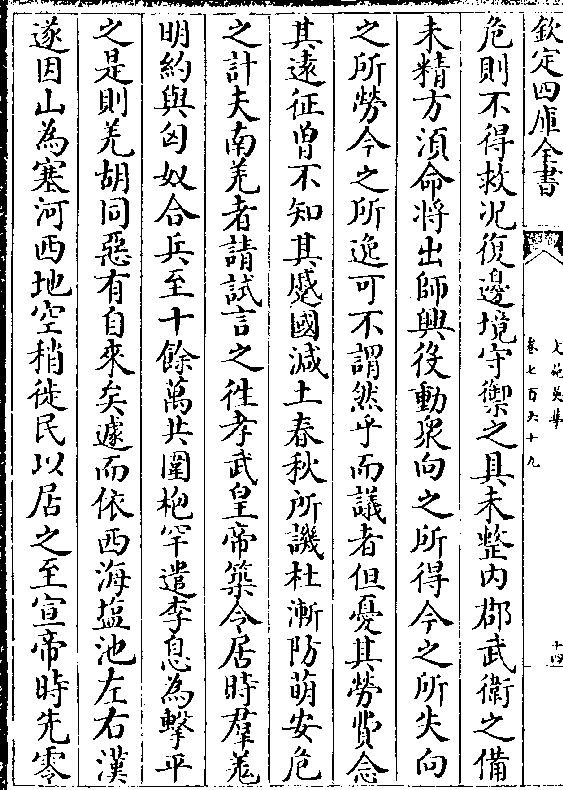 欽定四庫全書
文苑英華
卷七百六十九
十四
危則不得救况復邊境守禦之具未整内郡武衛之備
未精方湏命将出師興役動衆向之所得今之所失向
之所勞今之所逸可不謂然乎而議者但憂其勞費念
其遠征曾不知其蹙國減土春秋所譏杜漸防萌安危
之計夫南羌者請試言之徃孝武皇帝築令居時羣羗
明約與匈奴合兵至十餘萬共圍枹罕遣李息為擊平
之是則羌胡同惡有自來矣遽而依西海塩池左右漢
遂因山為塞河西地空稍徙民以居之至宣帝時先零